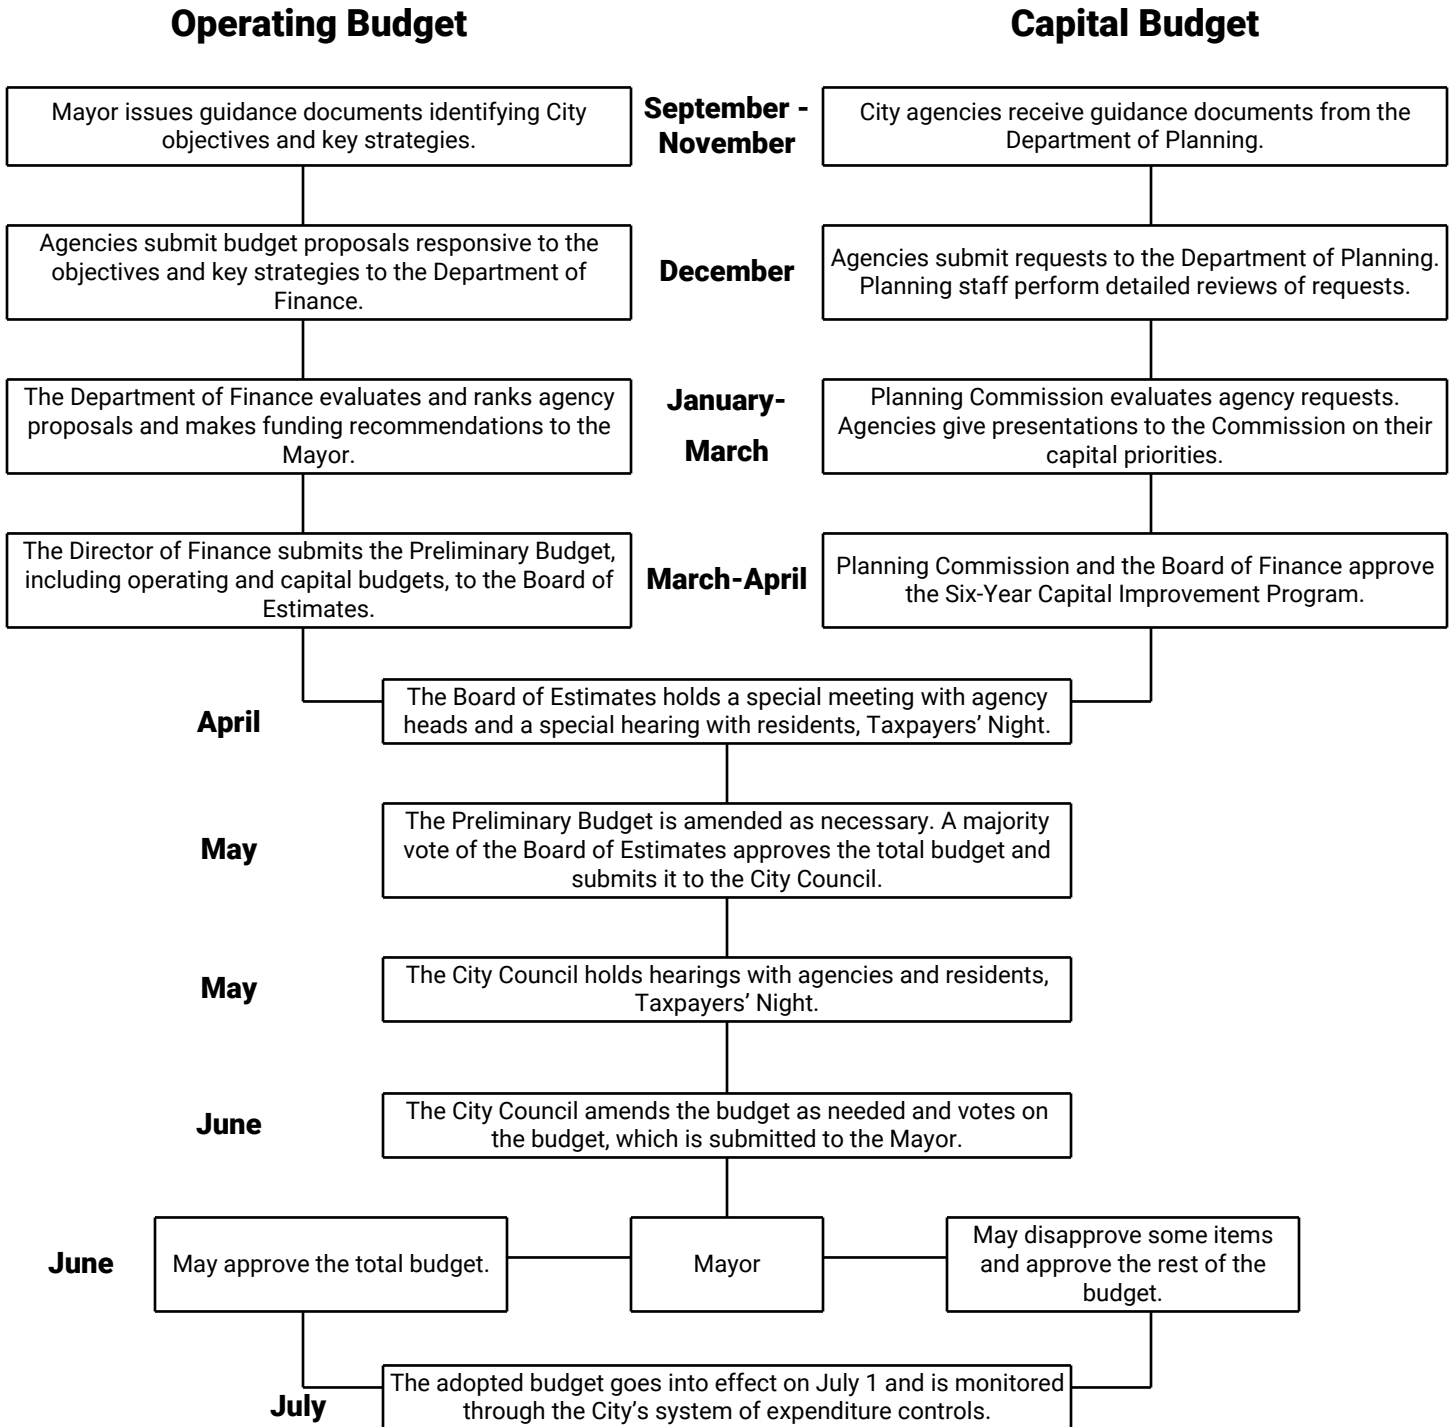 Operating Budget
Capital Budget
Mayor issues guidance documents identifying City
objectives and key strategies.
September -
November
City agencies receive guidance documents from the
Department of Planning.
Agencies submit budget proposals responsive to the
objectives and key strategies to the Department of
Finance.
December
Agencies submit requests to the Department of Planning.
Planning staff perform detailed reviews of requests.
The Department of Finance evaluates and ranks agency
proposals and makes funding recommendations to the
Mayor.
January-
March
Planning Commission evaluates agency requests.
Agencies give presentations to the Commission on their
capital priorities.
The Director of Finance submits the Preliminary Budget,
including operating and capital budgets, to the Board of
Estimates.
March-April
Planning Commission and the Board of Finance approve
the Six-Year Capital Improvement Program.
April
The Board of Estimates holds a special meeting with agency
heads and a special hearing with residents, Taxpayers’ Night.
May
The Preliminary Budget is amended as necessary. A majority
vote of the Board of Estimates approves the total budget and
submits it to the City Council.
May
The City Council holds hearings with agencies and residents,
Taxpayers’ Night.
June
The City Council amends the budget as needed and votes on
the budget, which is submitted to the Mayor.
June
May approve the total budget.
Mayor
May disapprove some items
and approve the rest of the
budget.
July
The adopted budget goes into effect on July 1 and is monitored
through the City’s system of expenditure controls.